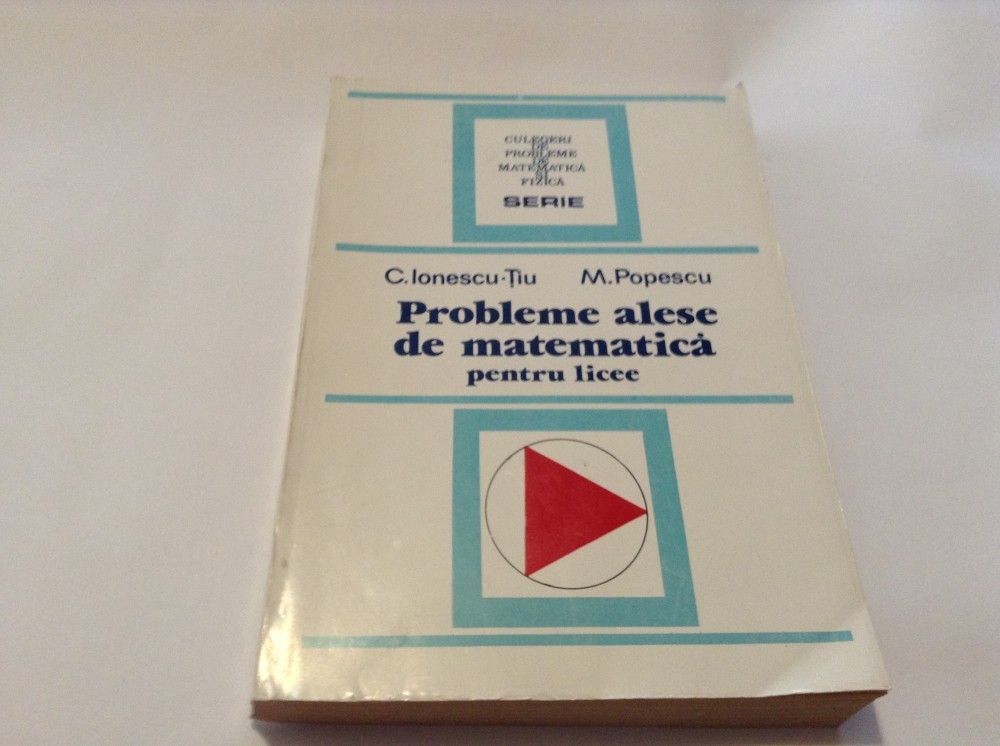 CULEGERI
DE
PROBLEME
DE
MATEMATICĂ
ȘI
FIZICĂ
SERIE
C.Ionescu-Țiu M.Popescu
Probleme alese
de matematică
pentru licee